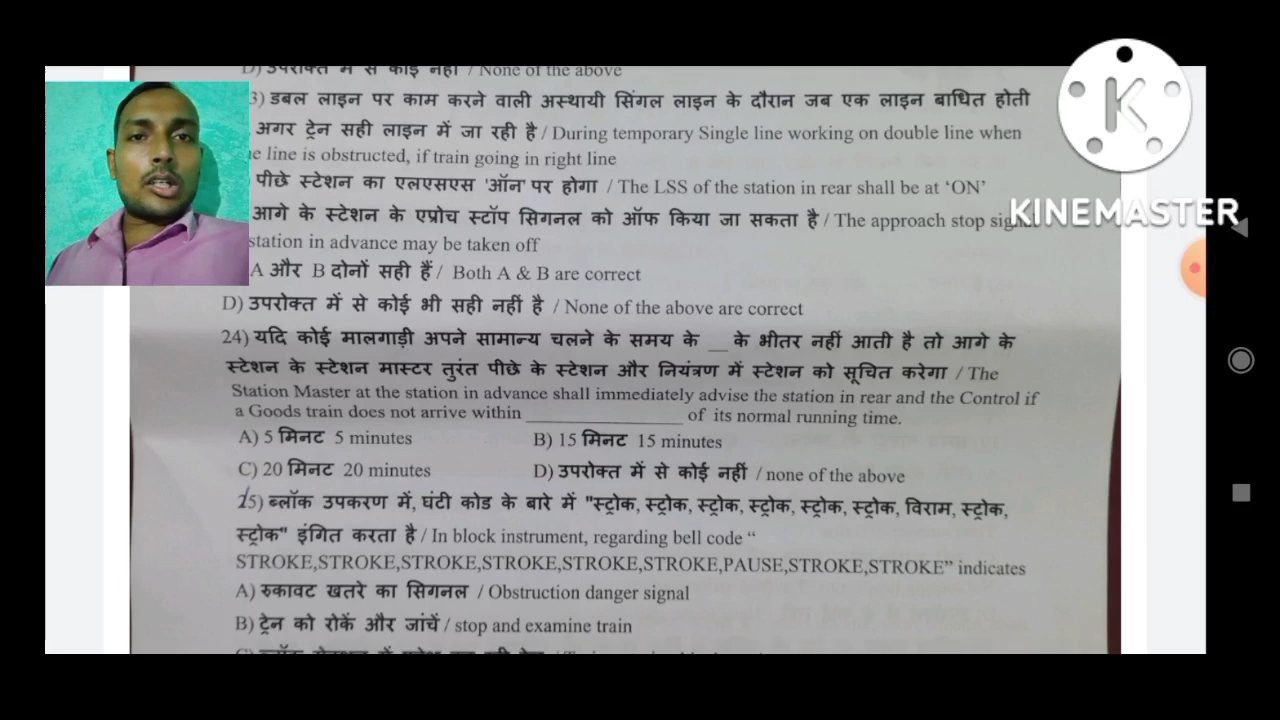 D) उपरोक्त में से कोई नहीं / None of the above
3) डबल लाइन पर काम करने वाली अस्थायी सिंगल लाइन के दौरान जब एक लाइन बाधित होती
अगर ट्रेन सही लाइन में जा रही है / During temporary Single line working on double line when
line is obstructed, if train going in right line
पीछे स्टेशन का एलएसएस 'ऑन' पर होगा / The LSS of the station in rear shall be at ‘ON’
आगे के स्टेशन के एप्रोच स्टॉप सिगनल को ऑफ किया जा सकता है / The approach stop
station in advance may be taken off
A और B दोनों सही हैं / Both A & B are correct
D) उपरोक्त में से कोई भी सही नहीं है / None of the above are correct
24) यदि कोई मालगाड़ी अपने सामान्य चलने के समय के __ के भीतर नहीं आती है तो आगे के
स्टेशन के स्टेशन मास्टर तुरंत पीछे के स्टेशन और नियंत्रण में स्टेशन को सूचित करेगा / The
Station Master at the station in advance shall immediately advise the station in rear and the Control if
a Goods train does not arrive within ________________ of its normal running time.
A) 5 मिनट 5 minutes B) 15 मिनट 15 minutes
C) 20 मिनट 20 minutes D) उपरोक्त में से कोई नहीं / none of the above
25) ब्लॉक उपकरण में, घंटी कोड के बारे में "स्ट्रोक, स्ट्रोक, स्ट्रोक, स्ट्रोक, स्ट्रोक, स्ट्रोक, विराम, स्ट्रोक,
स्ट्रोक" इंगित करता है / In block instrument, regarding bell code “
STROKE,STROKE,STROKE,STROKE,STROKE,STROKE,PAUSE,STROKE,STROKE” indicates
A) रुकावट खतरे का सिगनल / Obstruction danger signal
B) ट्रेन को रोकें और जांचें / stop and examine train
KINEMASTER